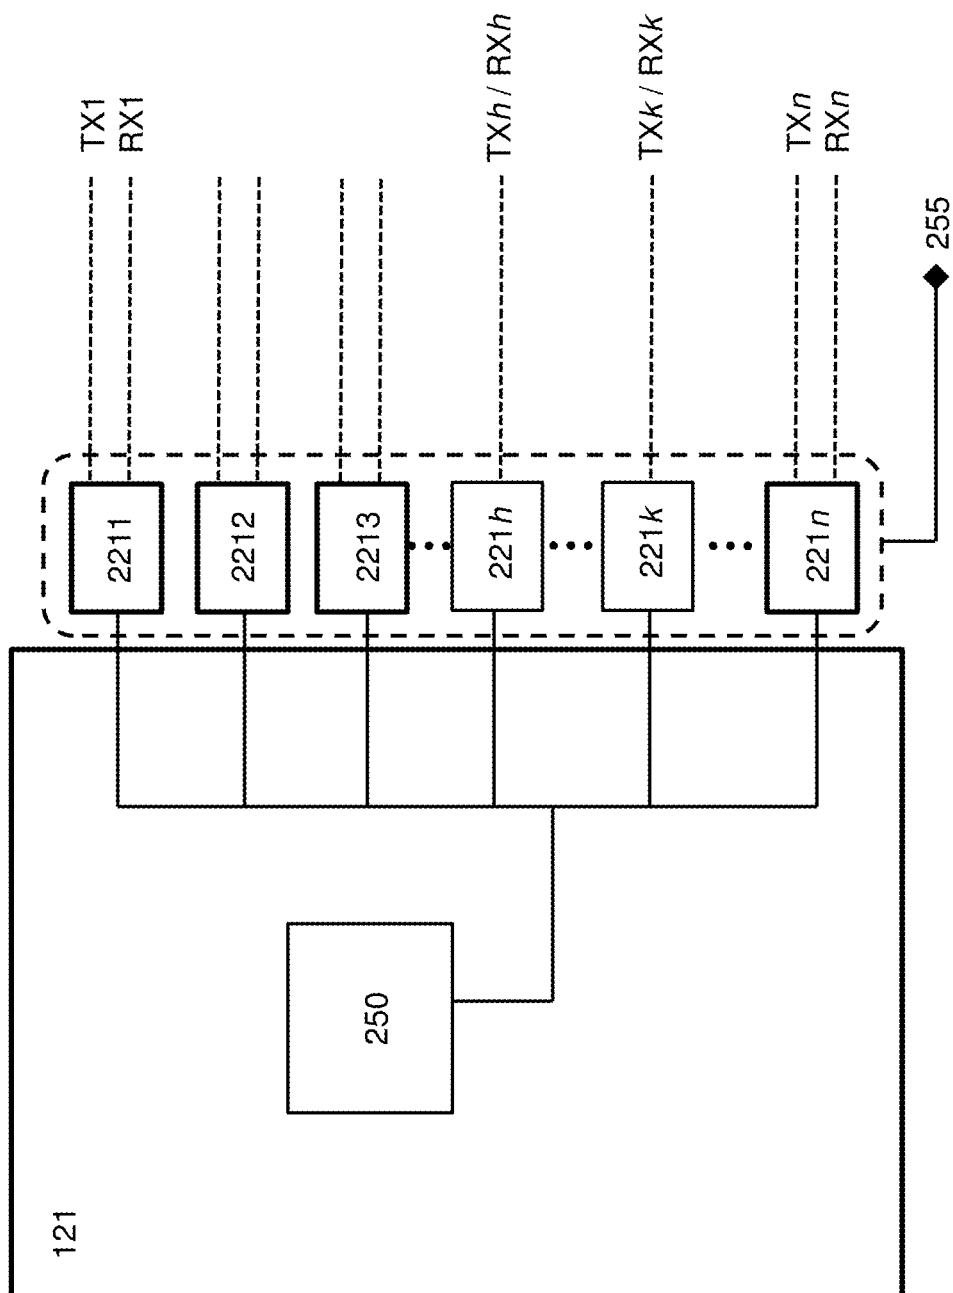 121
250
2211
2212
2213
221h
221k
221n
TX1
RX1
TXh / RXh
TXk / RXk
TXn
RXn
255